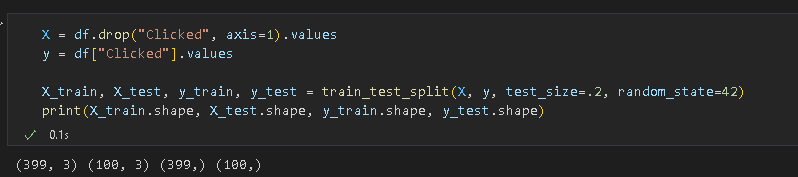 X = df.drop("Clicked", axis=1).values
y = df["Clicked"].values
X_train, X_test, y_train, y_test = train_test_split(X, y, test_size=.2, random_state=42)
print(X_train.shape, X_test.shape, y_train.shape, y_test.shape)
0.1s
(399, 3) (100, 3) (399,) (100,)